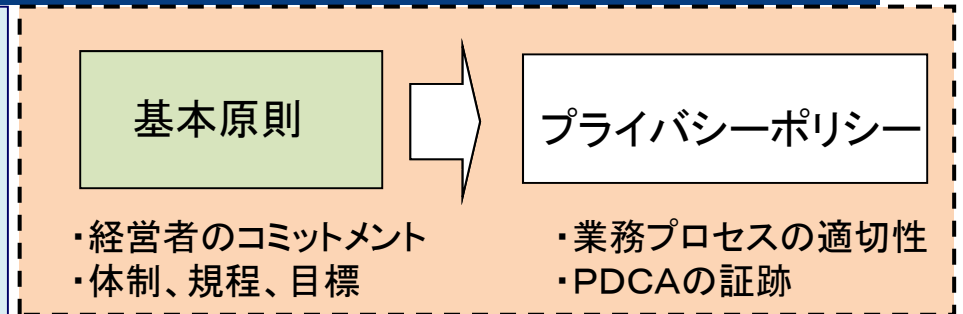 基本原則
プライバシーポリシー
・経営者のコミットメント
・体制、規程、目標
・業務プロセスの適切性
・PDCAの証跡